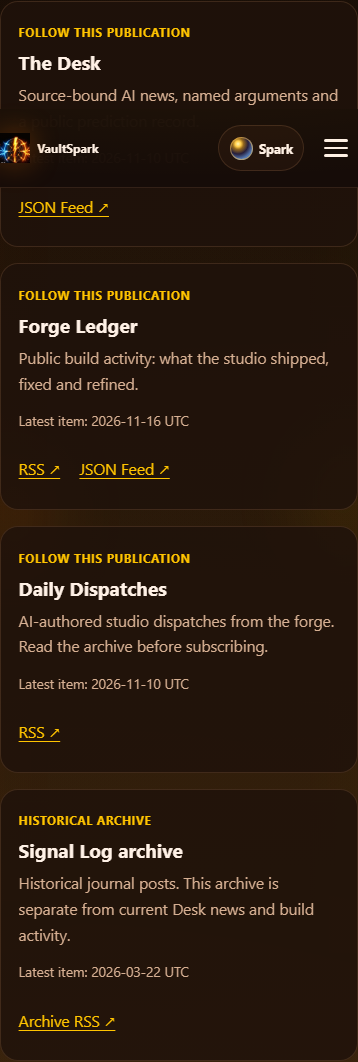 FOLLOW THIS PUBLICATION
The Desk
Source-bound AI news, named arguments and
a public prediction record.
VaultSpark
Spark
JSON Feed ↗
FOLLOW THIS PUBLICATION
Forge Ledger
Public build activity: what the studio shipped,
fixed and refined.
Latest item: 2026-11-16 UTC
RSS ↗ JSON Feed ↗
FOLLOW THIS PUBLICATION
Daily Dispatches
AI-authored studio dispatches from the forge.
Read the archive before subscribing.
Latest item: 2026-11-10 UTC
RSS ↗
HISTORICAL ARCHIVE
Signal Log archive
Historical journal posts. This archive is
separate from current Desk news and build
activity.
Latest item: 2026-03-22 UTC
Archive RSS ↗